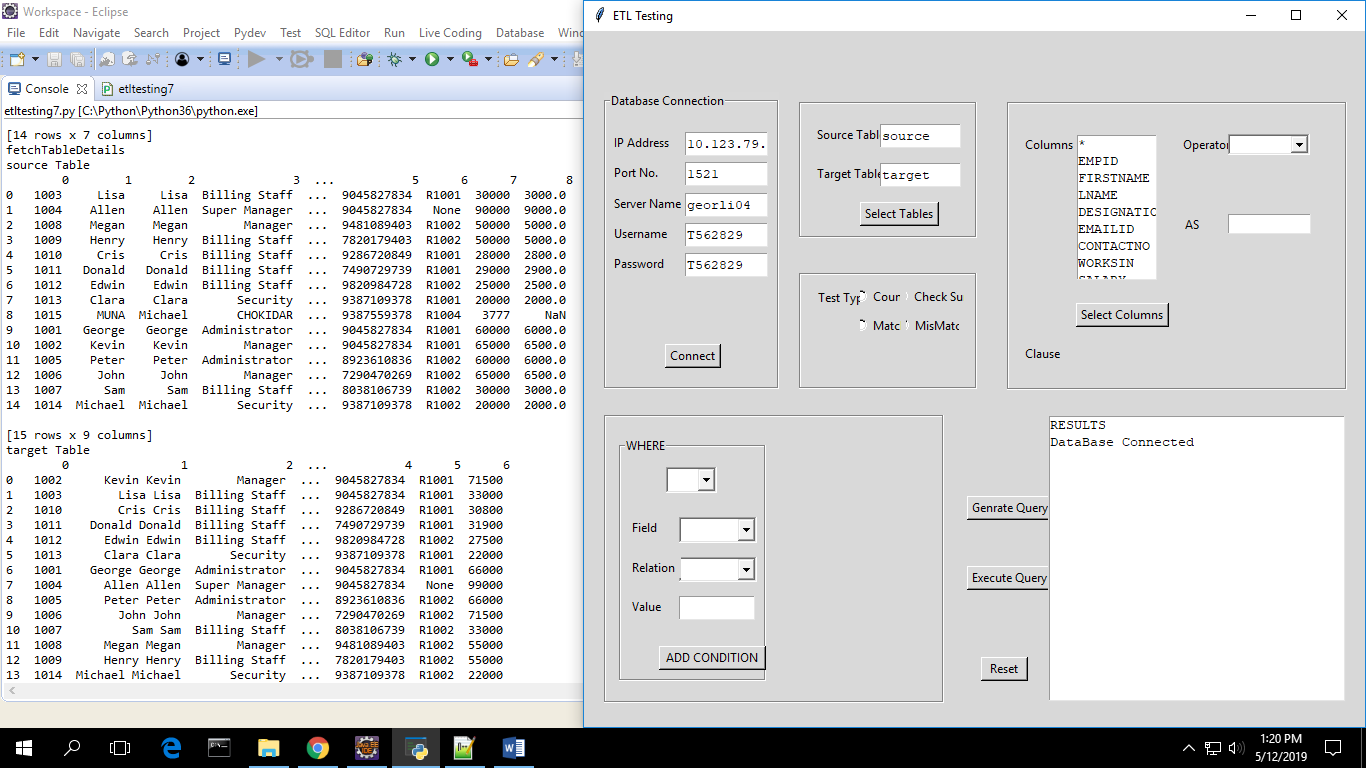 Workspace - Eclipse
File Edit Navigate Search Project Pydev Test SQL Editor Run Live Coding Database Wind
Console etltesting7
etltesting7.py [C:\Python\Python36\python.exe]
[14 rows x 7 columns]
fetchTableDetails
source Table
0 1 2 3 ... 5 6 7 8
0 1003 Lisa Lisa Billing Staff ... 9045827834 R1001 30000 3000.0
1 1004 Allen Allen Super Manager ... 9045827834 None 90000 9000.0
2 1008 Megan Megan Manager ... 9481089403 R1002 50000 5000.0
3 1009 Henry Henry Billing Staff ... 7820179403 R1002 50000 5000.0
4 1010 Cris Cris Billing Staff ... 9286720849 R1001 28000 2800.0
5 1011 Donald Donald Billing Staff ... 7490729739 R1001 29000 2900.0
6 1012 Edwin Edwin Billing Staff ... 9820984728 R1002 25000 2500.0
7 1013 Clara Clara Security ... 9387109378 R1001 20000 2000.0
8 1015 MUNA Michael CHOKIDAR ... 9387559378 R1004 3777 NaN
9 1001 George George Administrator ... 9045827834 R1001 60000 6000.0
10 1002 Kevin Kevin Manager ... 9045827834 R1001 65000 6500.0
11 1005 Peter Peter Administrator ... 8923610836 R1002 60000 6000.0
12 1006 John John Manager ... 7290470269 R1002 65000 6500.0
13 1007 Sam Sam Billing Staff ... 8038106739 R1002 30000 3000.0
14 1014 Michael Michael Security ... 9387109378 R1002 20000 2000.0
[15 rows x 9 columns]
target Table
0 1 2 ... 4 5 6
0 1002 Kevin Kevin Manager ... 9045827834 R1001 71500
1 1003 Lisa Lisa Billing Staff ... 9045827834 R1001 33000
2 1010 Cris Cris Billing Staff ... 9286720849 R1001 30800
3 1011 Donald Donald Billing Staff ... 7490729739 R1001 31900
4 1012 Edwin Edwin Billing Staff ... 9820984728 R1002 27500
5 1013 Clara Clara Security ... 9387109378 R1001 22000
6 1001 George George Administrator ... 9045827834 R1001 66000
7 1004 Allen Allen Super Manager ... 9045827834 None 99000
8 1005 Peter Peter Administrator ... 8923610836 R1002 66000
9 1006 John John Manager ... 7290470269 R1002 71500
10 1007 Sam Sam Billing Staff ... 8038106739 R1002 33000
11 1008 Megan Megan Manager ... 9481089403 R1002 55000
12 1009 Henry Henry Billing Staff ... 7820179403 R1002 55000
13 1014 Michael Michael Security ... 9387109378 R1002 22000
ETL Testing
Database Connection
IP Address 10.123.79.
Port No. 1521
Server Name georli04
Username T562829
Password T562829
Connect
Source Tabl source
Target Table target
Select Tables
Test Typ Coun Check Su
Matc MisMatc
Columns
*
EMPID
FIRSTNAME
LNAME
DESIGNATIO
EMAILID
CONTACTNO
WORKSIN
SALARY
Select Columns
Clause
Operator
AS
WHERE
Field
Relation
Value
ADD CONDITION
Genrate Query
Execute Query
Reset
RESULTS
DataBase Connected
1:20 PM
5/12/2019